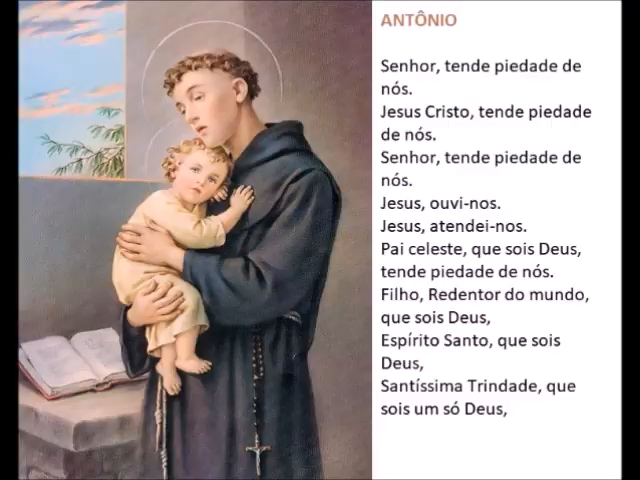 ANTÔNIO
Senhor, tende piedade de
nós.
Jesus Cristo, tende piedade
de nós.
Senhor, tende piedade de
nós.
Jesus, ouvi-nos.
Jesus, atendei-nos.
Pai celeste, que sois Deus,
tende piedade de nós.
Filho, Redentor do mundo,
que sois Deus,
Espírito Santo, que sois
Deus,
Santíssima Trindade, que
sois um só Deus,